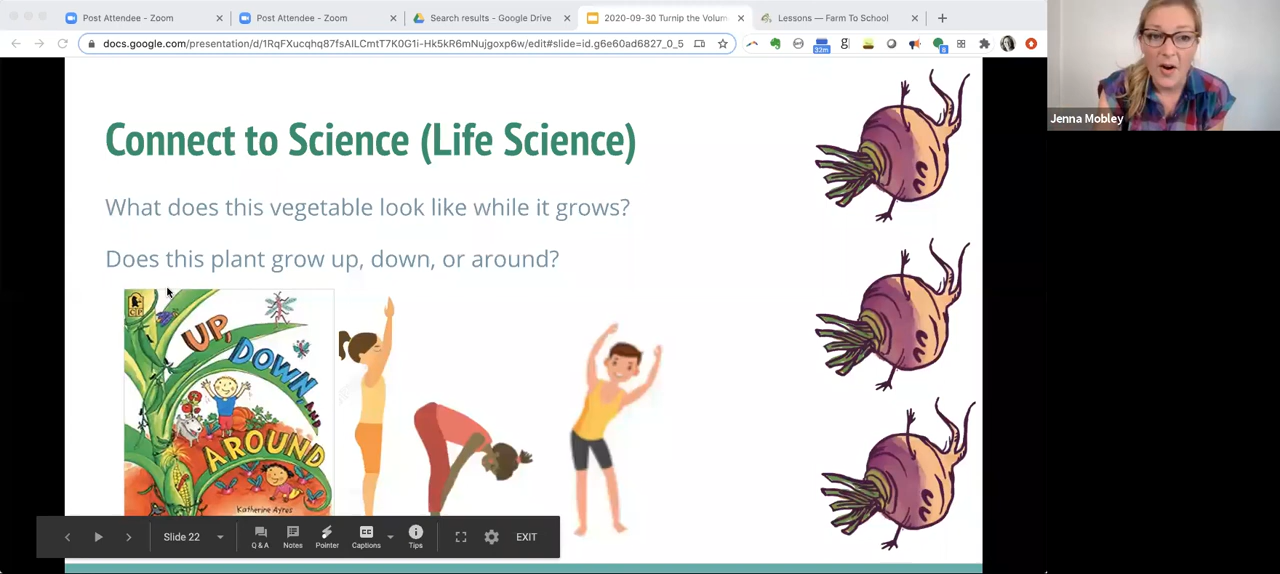 Post Attendee - Zoom
Post Attendee - Zoom
Search results - Google Drive
2020-09-30 Turnip the Volum
Lessons — Farm To School
docs.google.com/presentation/d/1RqFXucqhq87fsAILCmtT7K0G1i-Hk5kR6mNujgoxp6w/edit#slide=id.g6e60ad6827_0_5
32m
8
Jenna Mobley
Connect to Science (Life Science)
What does this vegetable look like while it grows?
Does this plant grow up, down, or around?
UP,
DOWN,
AND
AROUND
Katherine Ayres
Slide 22
Q & A
Notes
Pointer
Captions
Tips
EXIT